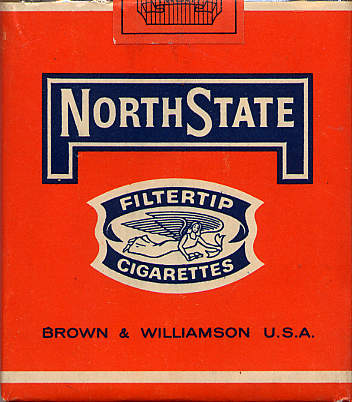 NORTHSTATE
FILTERTIP
CIGARETTES
BROWN & WILLIAMSON U.S.A.